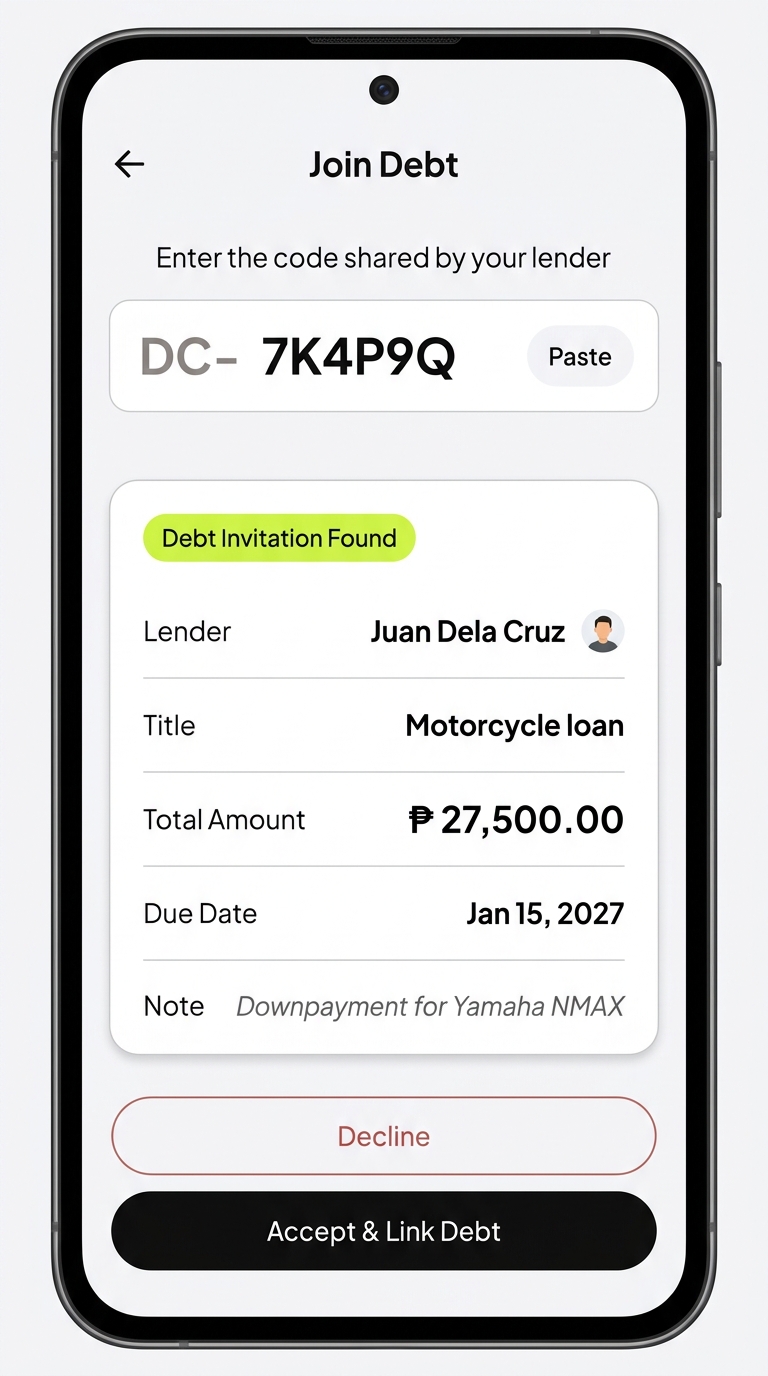 Join Debt
Enter the code shared by your lender
DC- 7K4P9Q Paste
Debt Invitation Found
Lender Juan Dela Cruz
Title Motorcycle loan
Total Amount ₱ 27,500.00
Due Date Jan 15, 2027
Note Downpayment for Yamaha NMAX
Decline
Accept & Link Debt